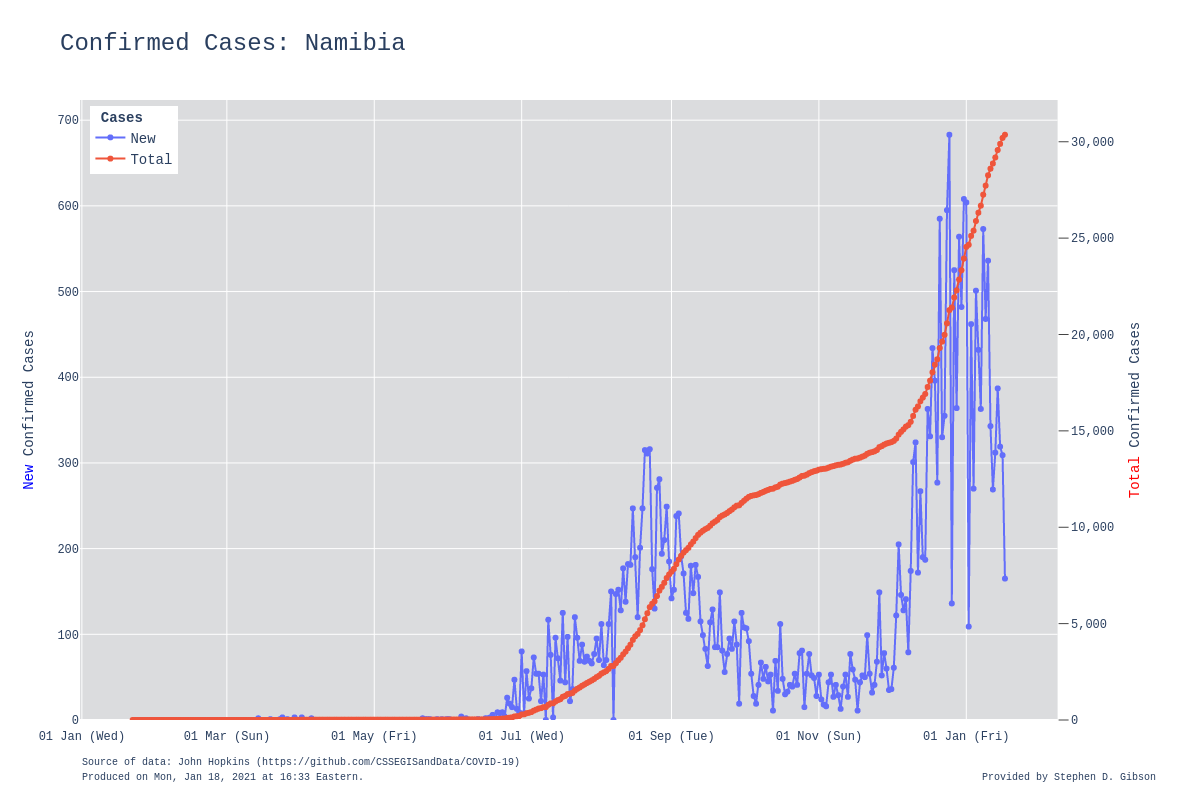 Confirmed Cases: Namibia
Cases
New
Total
700
600
500
400
300
200
100
0
30,000
25,000
20,000
15,000
10,000
5,000
0
New Confirmed Cases
Total Confirmed Cases
01 Jan (Wed)
01 Mar (Sun)
01 May (Fri)
01 Jul (Wed)
01 Sep (Tue)
01 Nov (Sun)
01 Jan (Fri)
Source of data: John Hopkins (https://github.com/CSSEGISandData/COVID-19)
Produced on Mon, Jan 18, 2021 at 16:33 Eastern.
Provided by Stephen D. Gibson